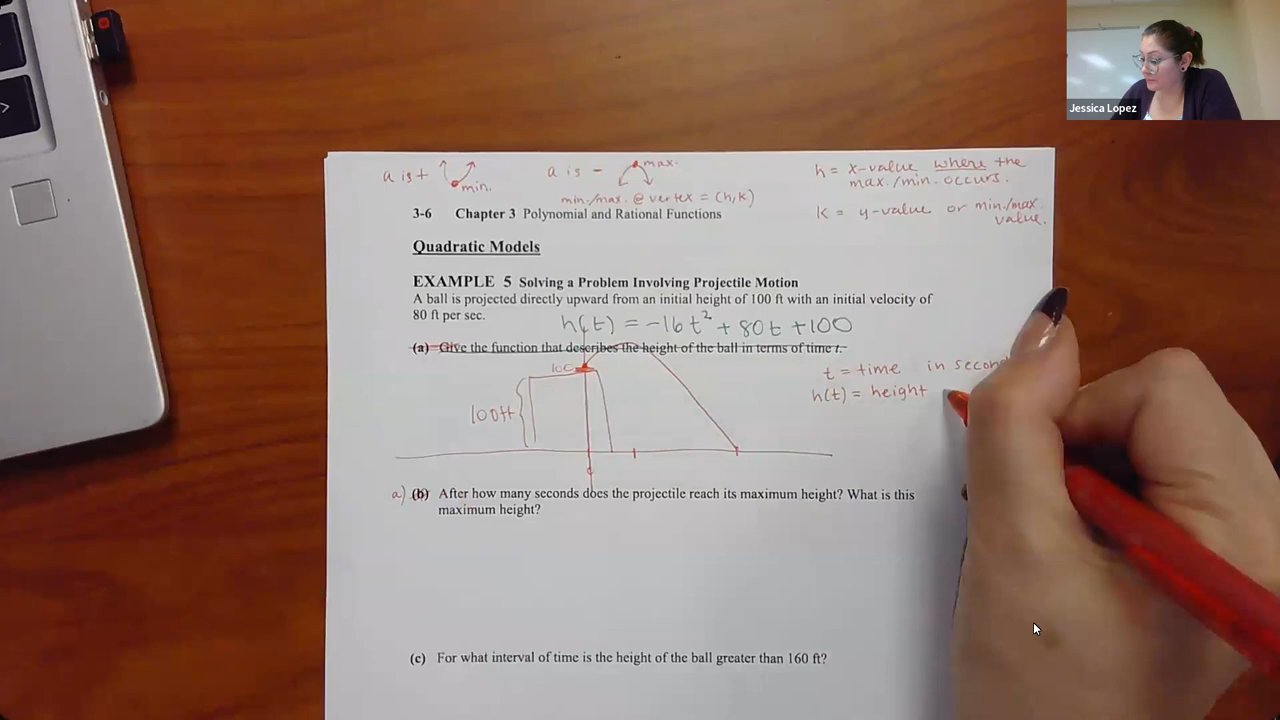 Jessica Lopez
a is + min.
a is - max.
min./max. @ vertex = (h,k)
h = x-value where the
max./min. occurs.
k = y-value or min./max.
value.
3-6 Chapter 3 Polynomial and Rational Functions
Quadratic Models
EXAMPLE 5 Solving a Problem Involving Projectile Motion
A ball is projected directly upward from an initial height of 100 ft with an initial velocity of
80 ft per sec.
h(t) = -16t² + 80t + 100
(a) Give the function that describes the height of the ball in terms of time t.
t = time in secon
h(t) = height
100
100ft
a) (b) After how many seconds does the projectile reach its maximum height? What is this
maximum height?
(c) For what interval of time is the height of the ball greater than 160 ft?